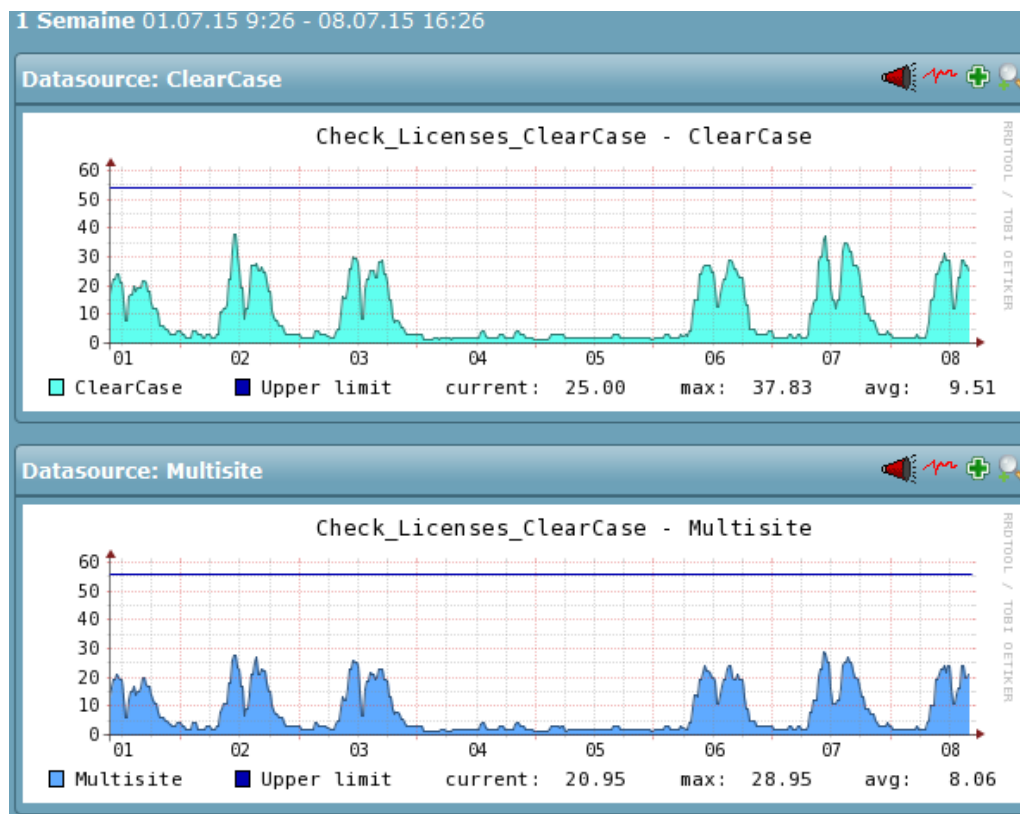 1 Semaine 01.07.15 9:26 - 08.07.15 16:26
Datasource: ClearCase
Check_Licenses_ClearCase - ClearCase
RRDTOOL / TOBI OETIKER
60
50
40
30
20
10
0
01 02 03 04 05 06 07 08
ClearCase Upper limit current: 25.00 max: 37.83 avg: 9.51
Datasource: Multisite
Check_Licenses_ClearCase - Multisite
RRDTOOL / TOBI OETIKER
60
50
40
30
20
10
0
01 02 03 04 05 06 07 08
Multisite Upper limit current: 20.95 max: 28.95 avg: 8.06